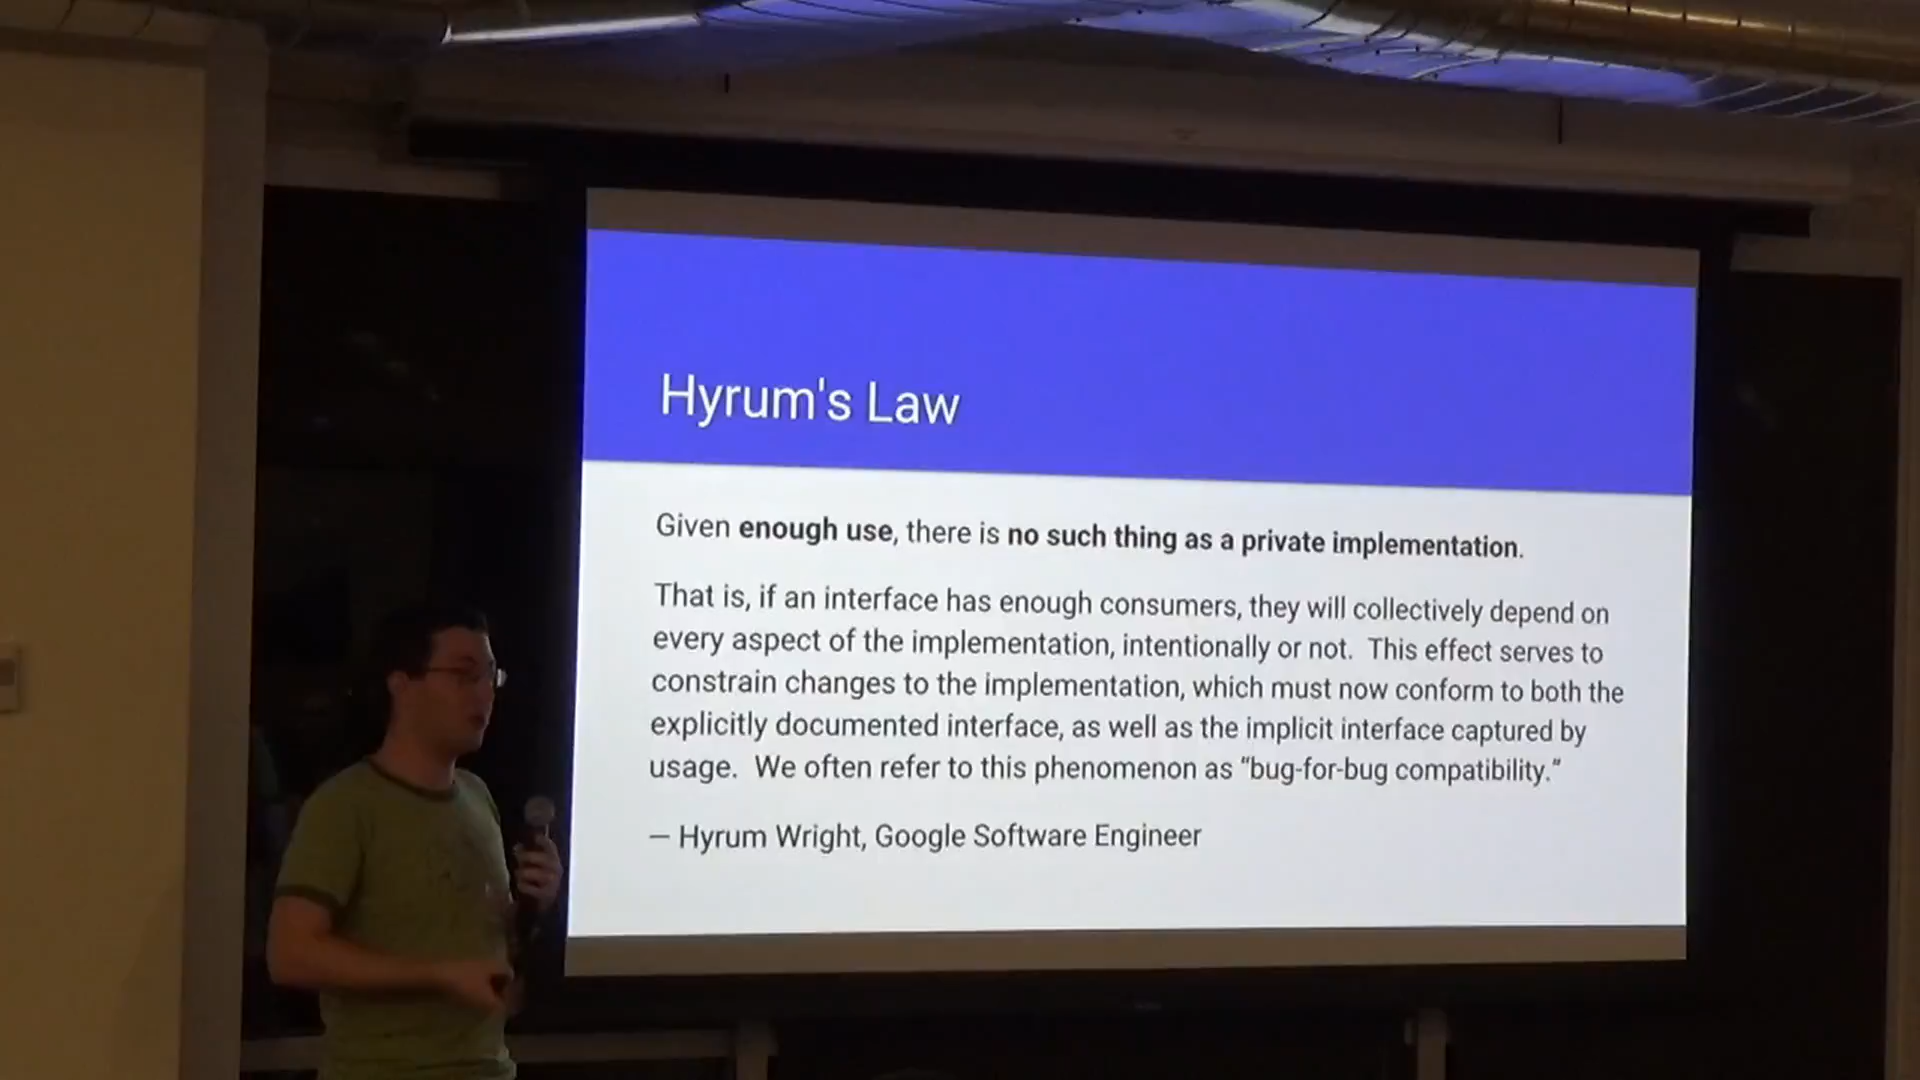 Hyrum's Law
Given enough use, there is no such thing as a private implementation.
That is, if an interface has enough consumers, they will collectively depend on
every aspect of the implementation, intentionally or not.  This effect serves to
constrain changes to the implementation, which must now conform to both the
explicitly documented interface, as well as the implicit interface captured by
usage.  We often refer to this phenomenon as “bug-for-bug compatibility.”
— Hyrum Wright, Google Software Engineer